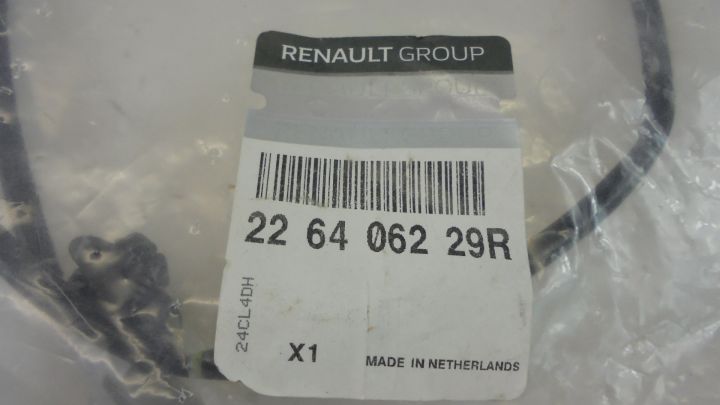 RENAULT GROUP
22 64 062 29R
24CL4DH
X1
MADE IN NETHERLANDS